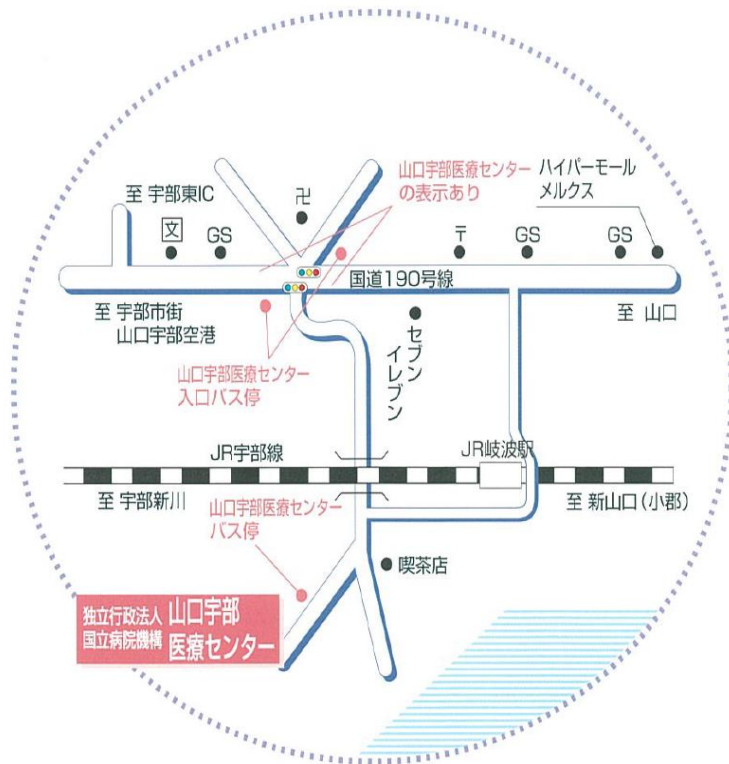 山口宇部医療センター
の表示あり
ハイパーモール
メルクス
至 宇部東IC
卍
文
GS
〒
GS
GS
国道190号線
至 宇部市街
山口宇部空港
至 山口
セブン
イレブン
山口宇部医療センター
入口バス停
JR宇部線
JR岐波駅
至 宇部新川
至 新山口(小郡)
山口宇部医療センター
バス停
喫茶店
独立行政法人
国立病院機構
山口宇部
医療センター